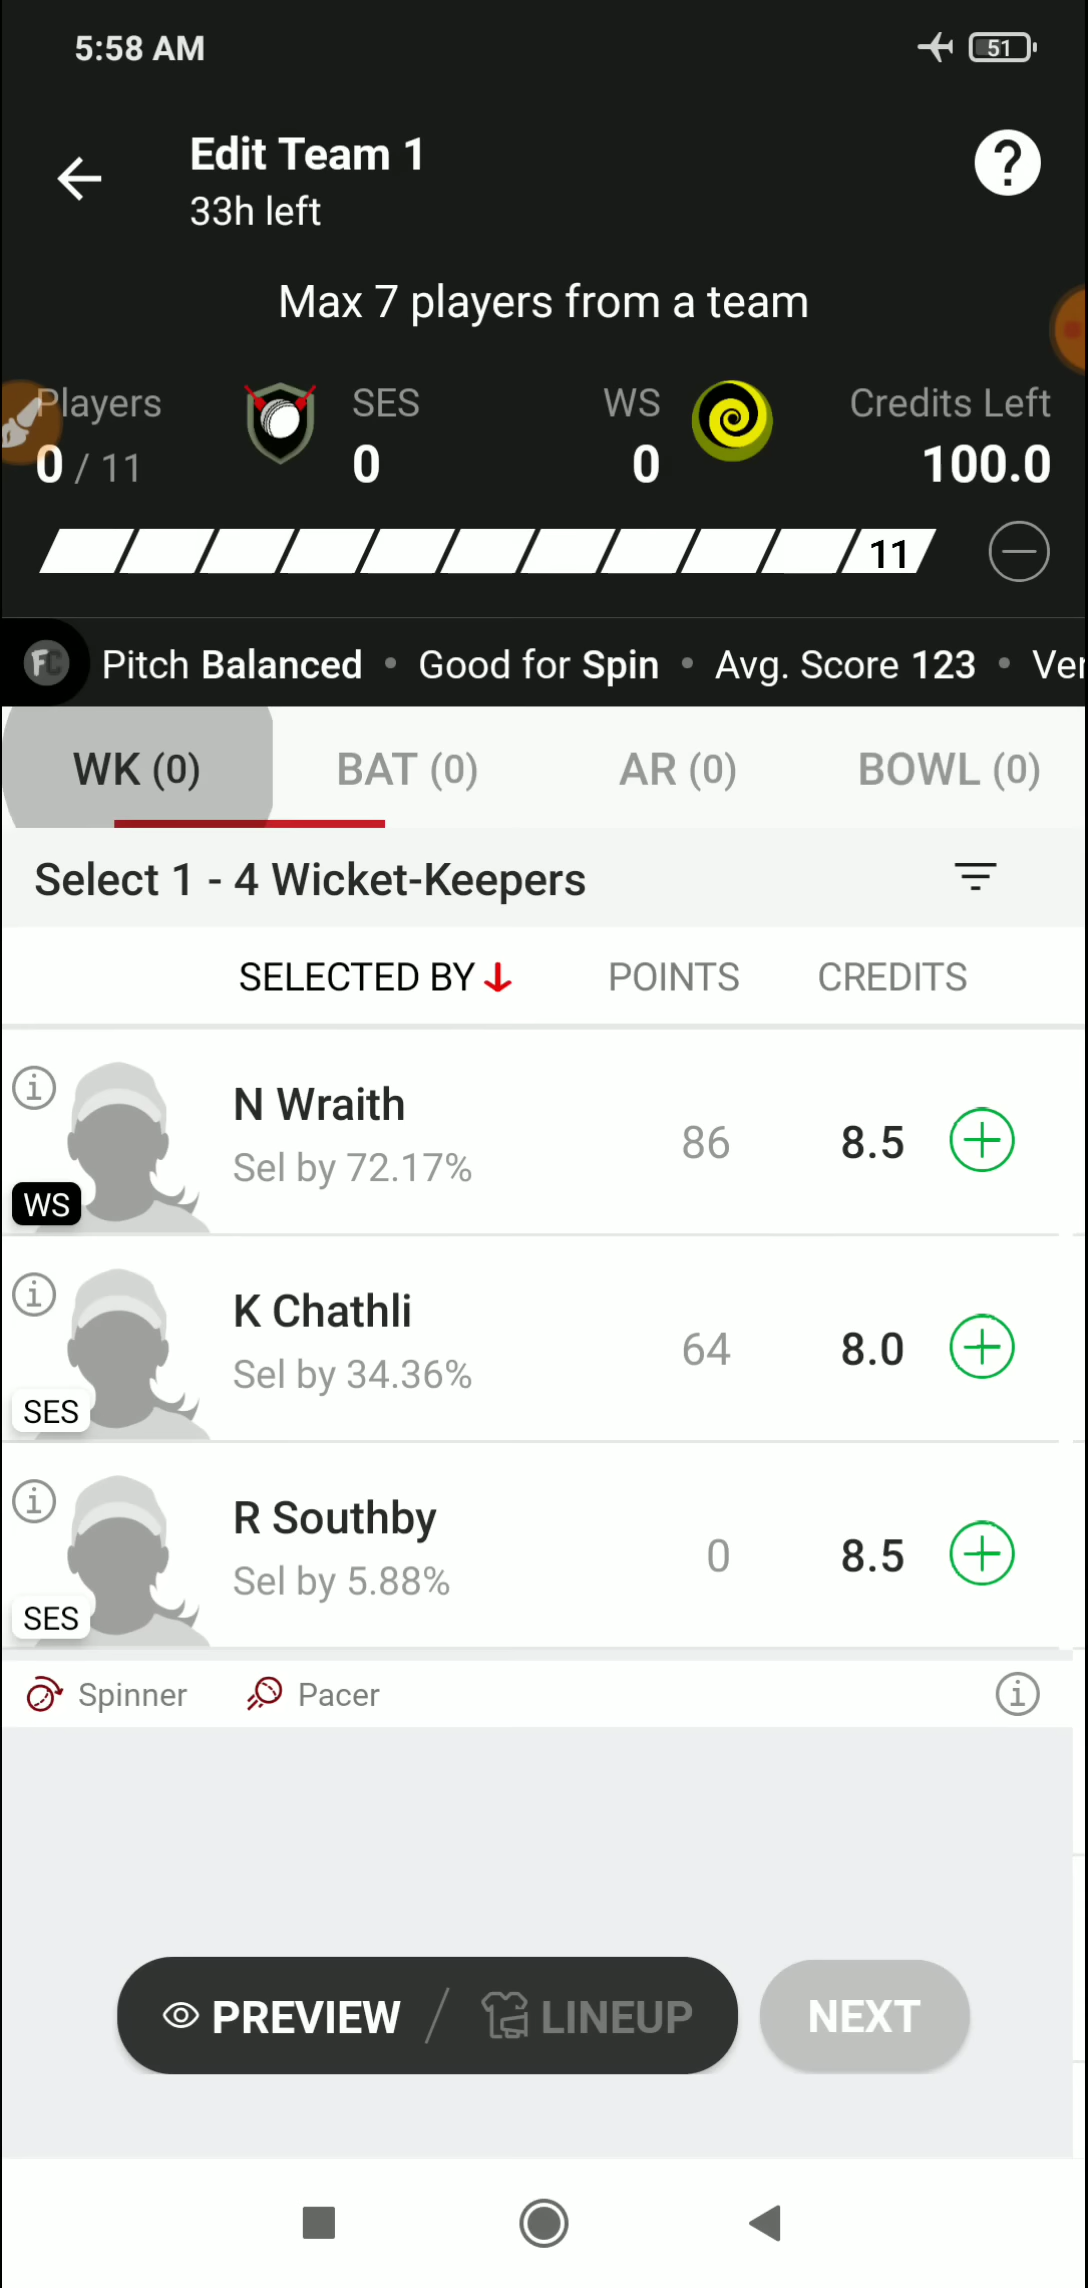 5:58 AM
51
Edit Team 1
33h left
Max 7 players from a team
Players SES WS Credits Left
0 / 11 0 0 100.0
11
FC Pitch Balanced • Good for Spin • Avg. Score 123 • Ver
WK (0) BAT (0) AR (0) BOWL (0)
Select 1 - 4 Wicket-Keepers
SELECTED BY POINTS CREDITS
N Wraith
Sel by 72.17%
86 8.5
WS
K Chathli
Sel by 34.36%
64 8.0
SES
R Southby
Sel by 5.88%
0 8.5
SES
Spinner Pacer
PREVIEW / LINEUP NEXT